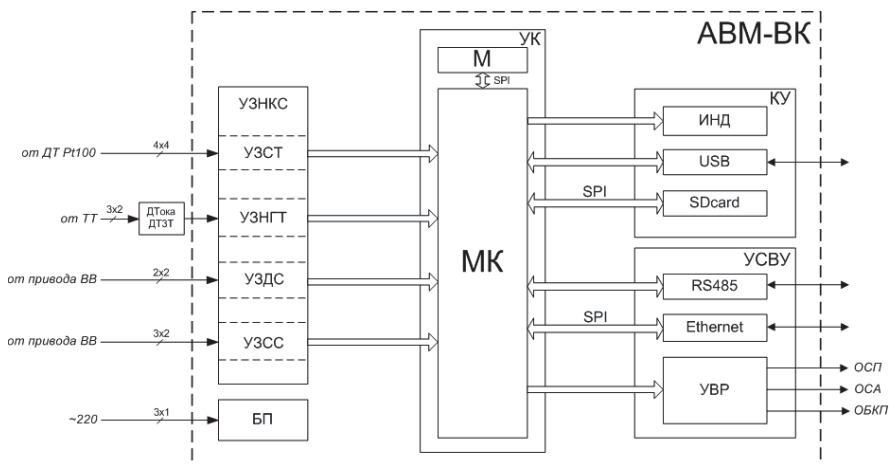 АВМ-ВК
УК
М
SPI
КУ
УЗНКС
ИНД
от ДТ Pt100
4x4
УЗСТ
USB
SPI
SDcard
от ТТ
3x2
ДТока
ДТЗТ
УЗНГТ
МК
УСВУ
от привода ВВ
2x2
УЗДС
RS485
SPI
Ethernet
от привода ВВ
3x2
УЗСС
ОСП
УВР
ОСА
ОБКП
~220
3x1
БП